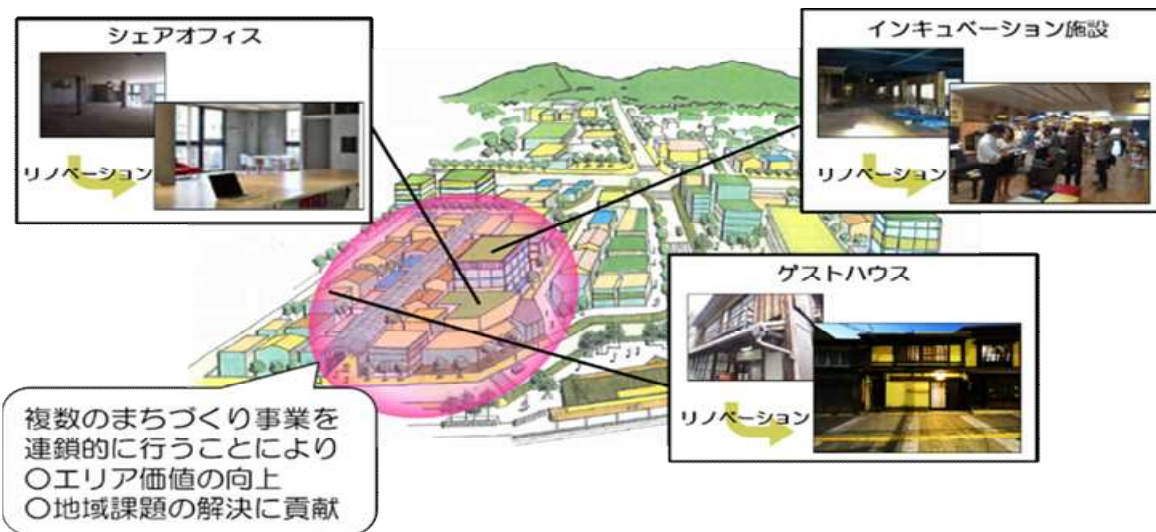 シェアオフィス
リノベーション
インキュベーション施設
リノベーション
ゲストハウス
リノベーション
複数のまちづくり事業を
連鎖的に行うことにより
〇エリア価値の向上
〇地域課題の解決に貢献